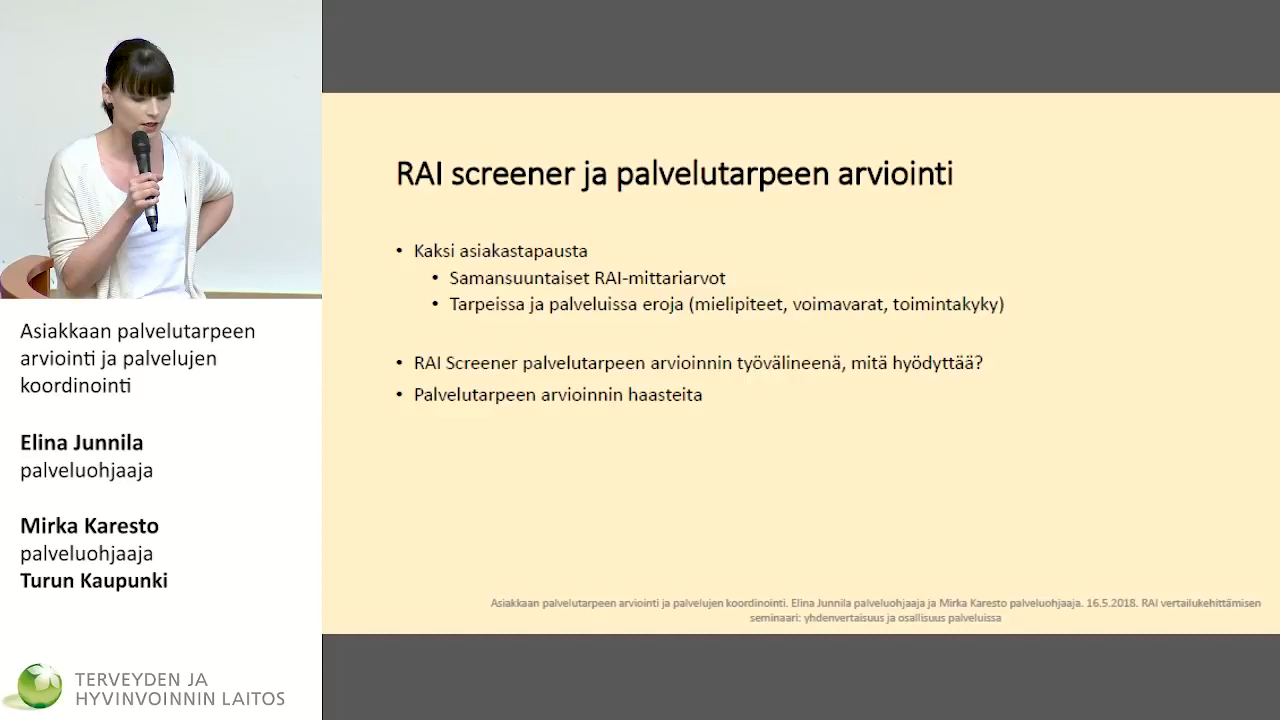 RAI screener ja palvelutarpeen arviointi
• Kaksi asiakastapausta
• Samansuuntaiset RAI-mittariarvot
• Tarpeissa ja palveluissa eroja (mielipiteet, voimavarat, toimintakyky)
• RAI Screener palvelutarpeen arvioinnin työvälineenä, mitä hyödyttää?
• Palvelutarpeen arvioinnin haasteita
Asiakkaan palvelutarpeen arviointi ja palvelujen koordinointi. Elina Junnila palveluohjaaja ja Mirka Karesto palveluohjaaja. 16.5.2018. RAI vertailukehittämisen
seminaari: yhdenvertaisuus ja osallisuus palveluissa
Asiakkaan palvelutarpeen
arviointi ja palvelujen
koordinointi
Elina Junnila
palveluohjaaja
Mirka Karesto
palveluohjaaja
Turun Kaupunki
TERVEYDEN JA
HYVINVOINNIN LAITOS